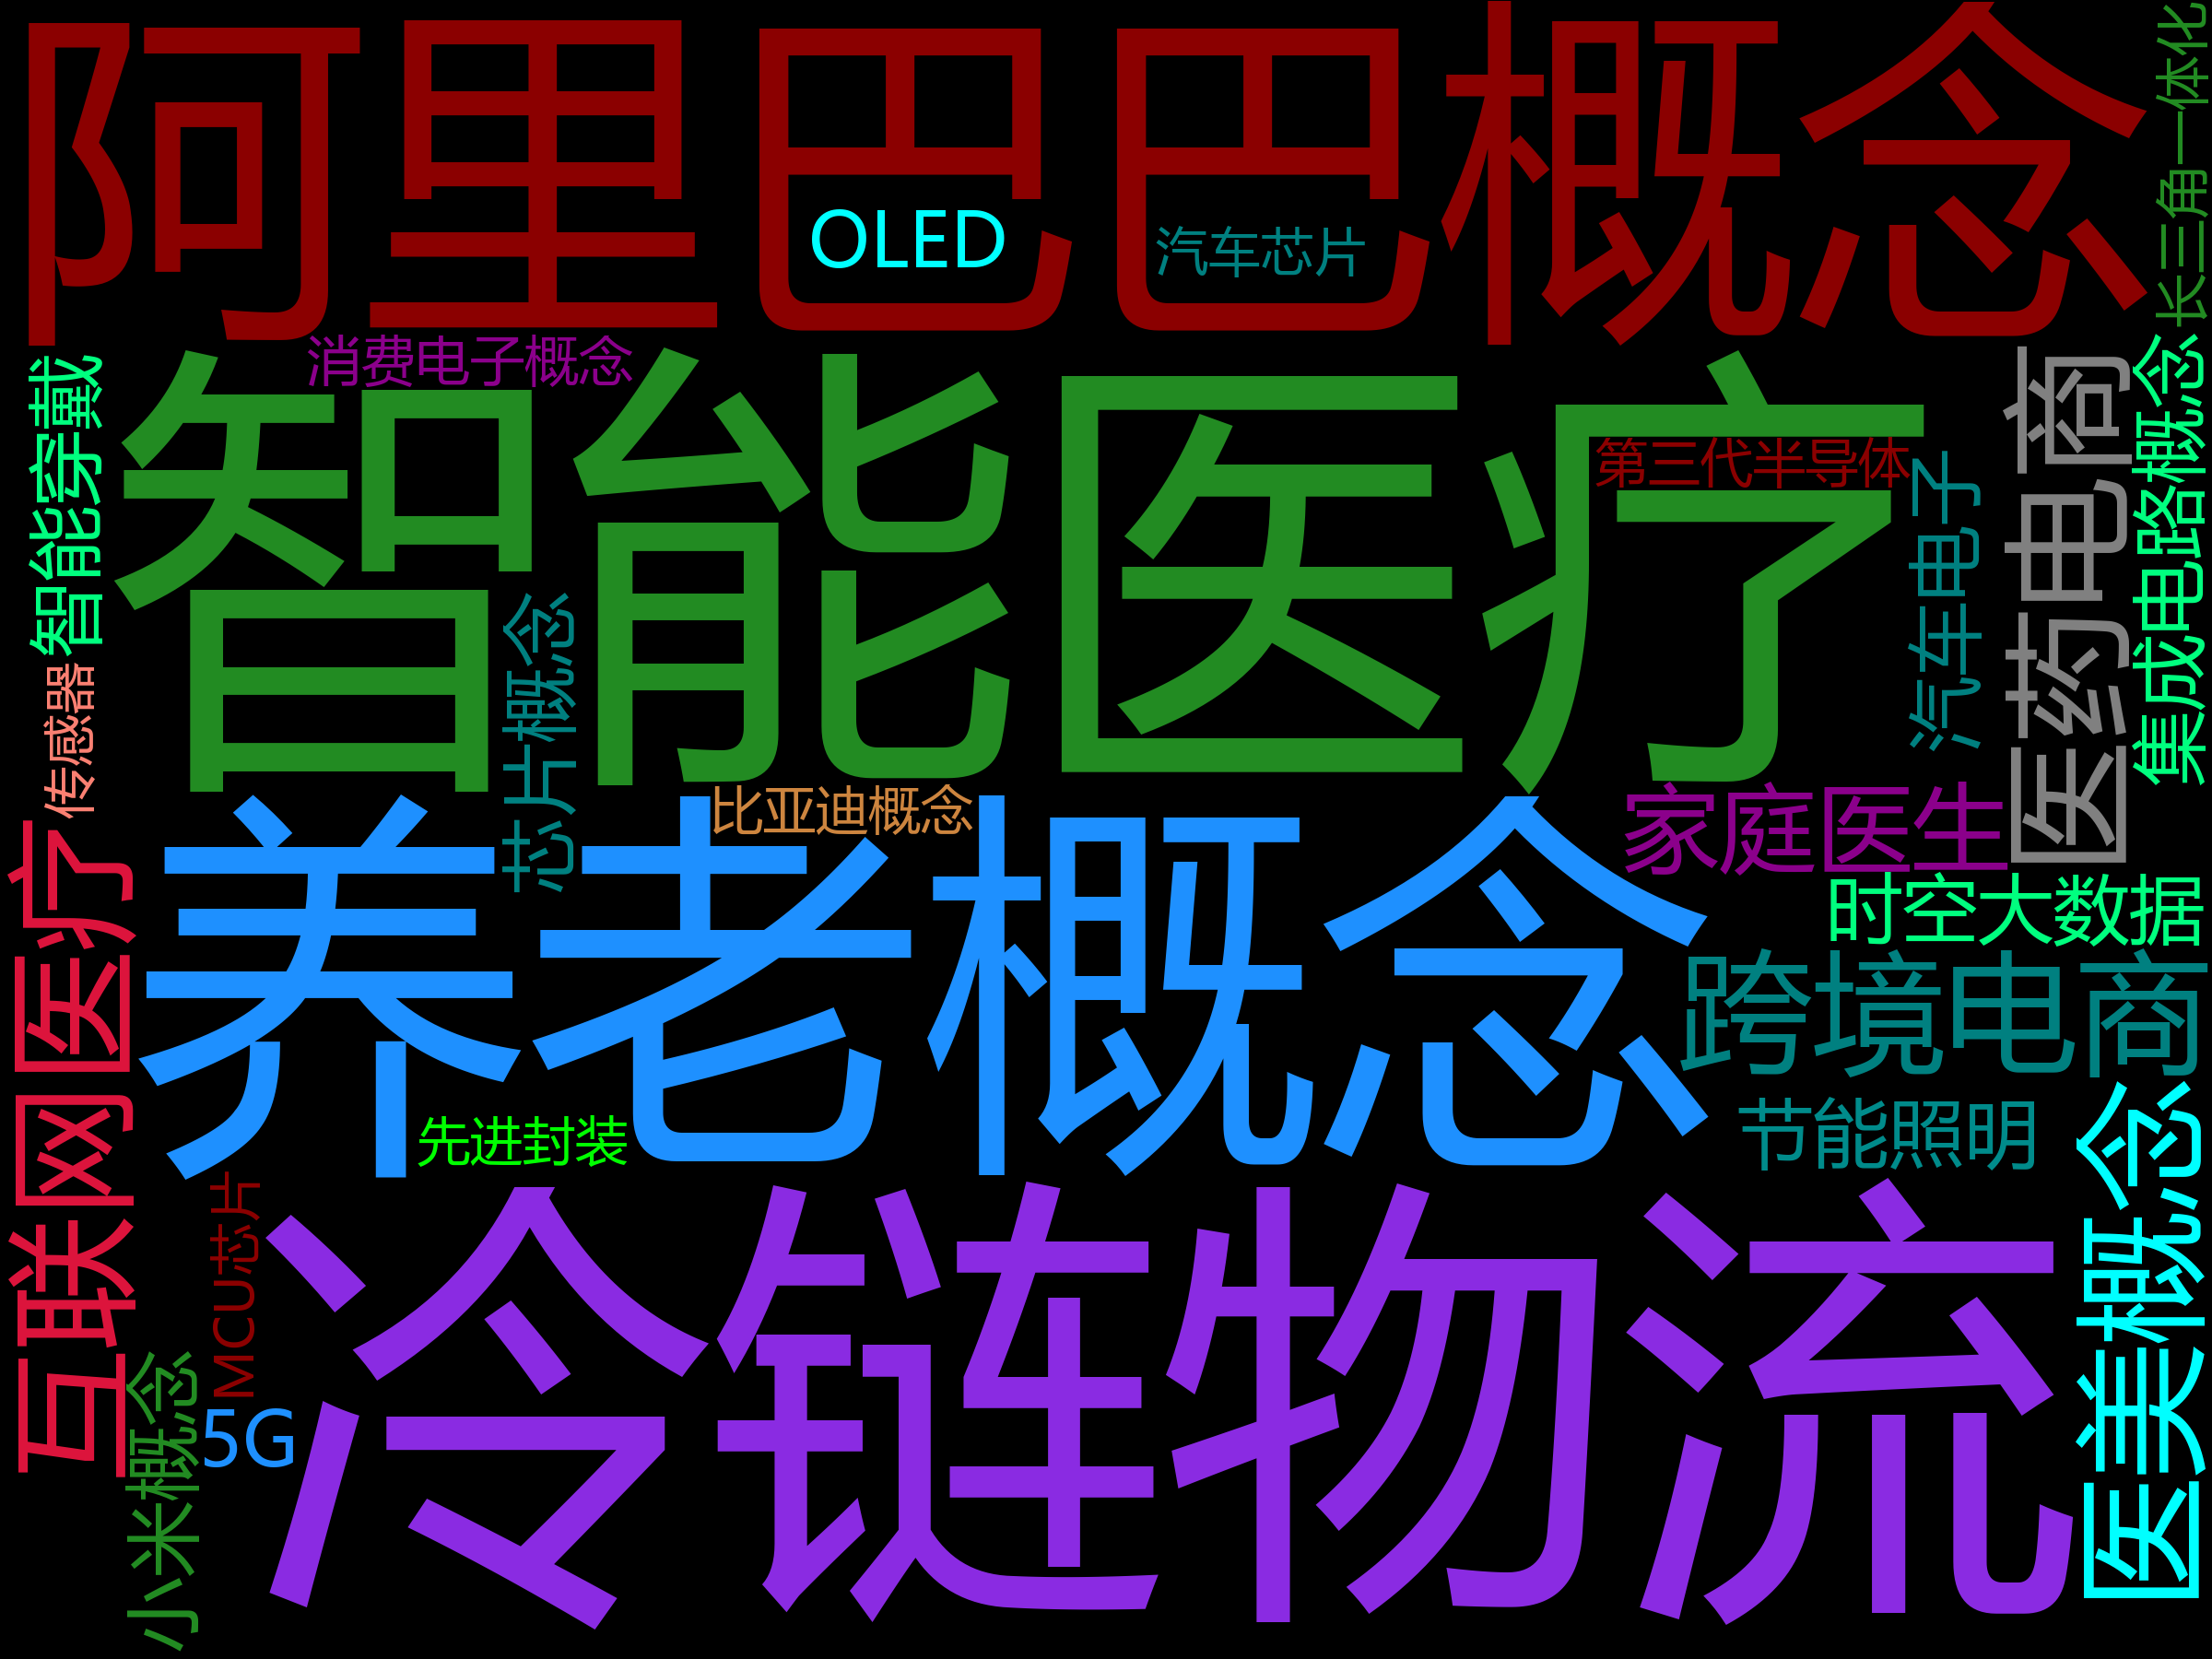 阿里巴巴概念
长三角一体化
OLED
汽车芯片
消费电子概念
智能穿戴
智能医疗
第三代半导体
汽车电子
医药电商
集成电路概念
芯片概念
传感器
比亚迪概念
家庭医生
互联网医疗
养老概念
时空大数据
跨境电商
先进封装
节能照明
MCU芯片
医美概念
冷链物流
小米概念
5G